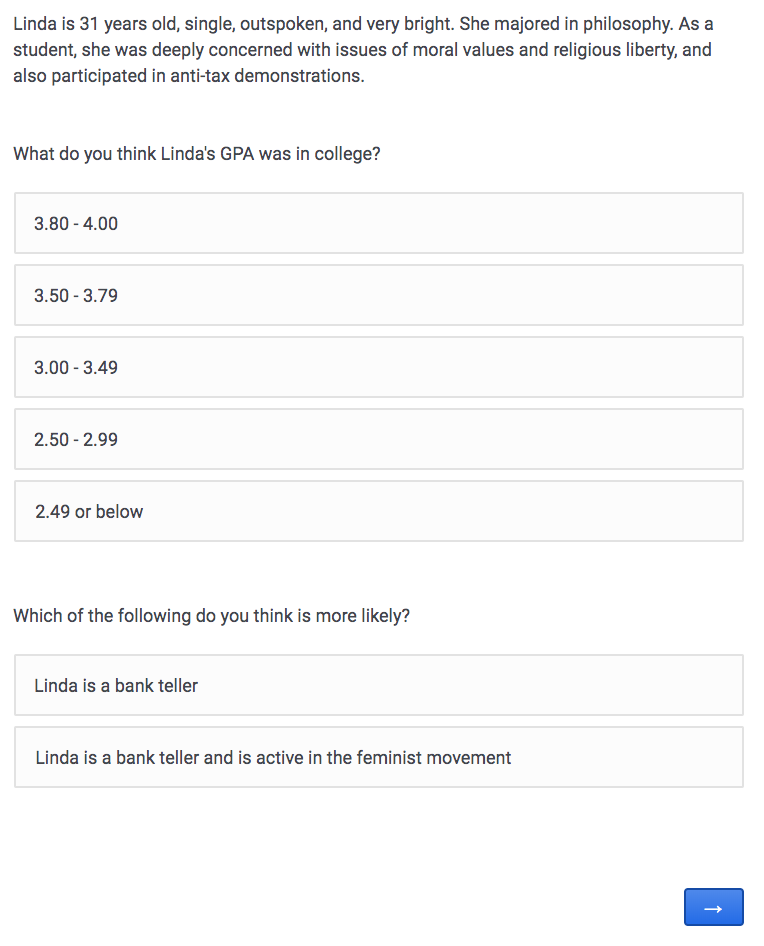 Linda is 31 years old, single, outspoken, and very bright. She majored in philosophy. As a
student, she was deeply concerned with issues of moral values and religious liberty, and
also participated in anti-tax demonstrations.
What do you think Linda's GPA was in college?
3.80 - 4.00
3.50 - 3.79
3.00 - 3.49
2.50 - 2.99
2.49 or below
Which of the following do you think is more likely?
Linda is a bank teller
Linda is a bank teller and is active in the feminist movement
→